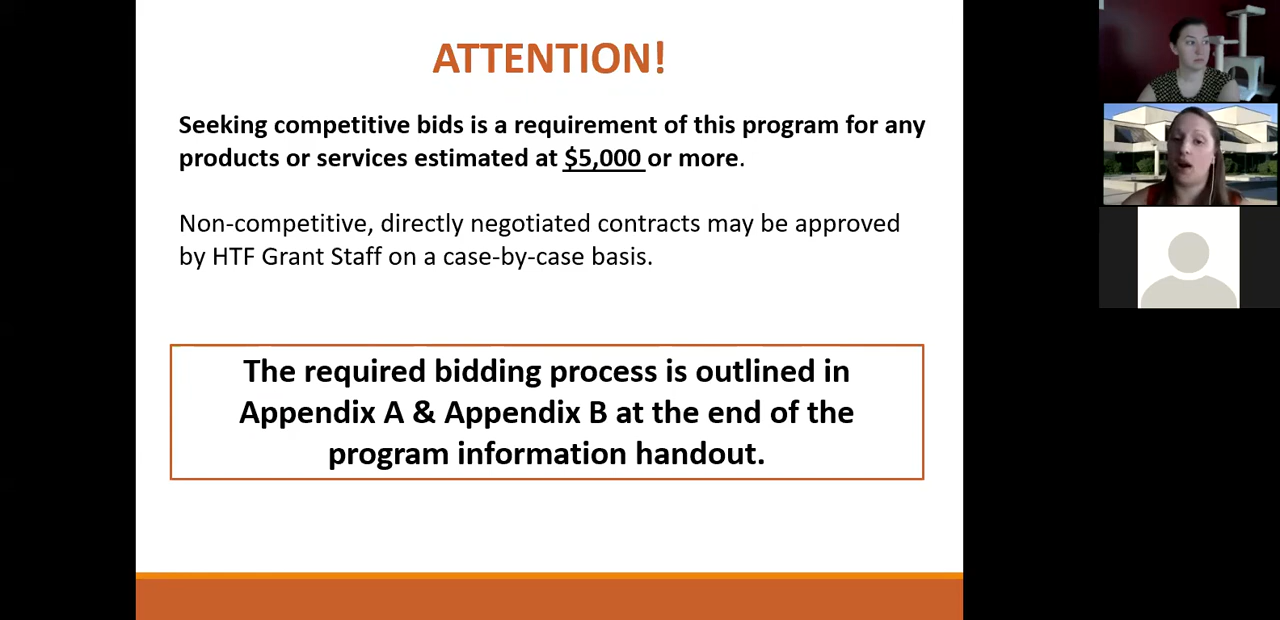 ATTENTION!
Seeking competitive bids is a requirement of this program for any
products or services estimated at $5,000 or more.
Non-competitive, directly negotiated contracts may be approved
by HTF Grant Staff on a case-by-case basis.
The required bidding process is outlined in
Appendix A & Appendix B at the end of the
program information handout.